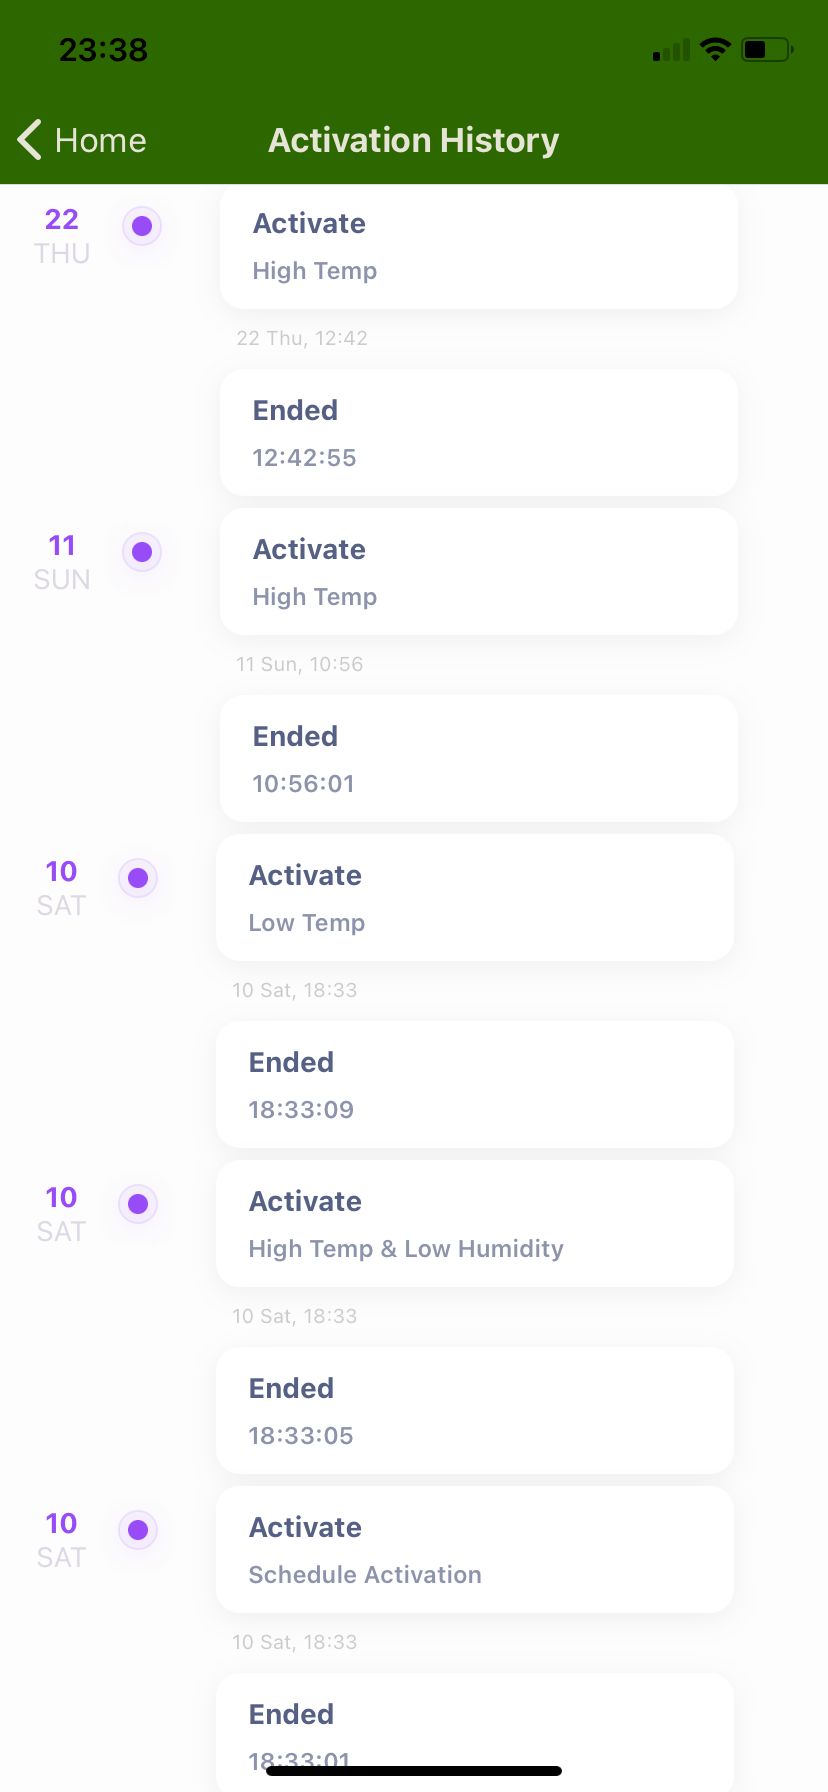 23:38
Home
Activation History
22
THU
Activate
High Temp
22 Thu, 12:42
Ended
12:42:55
11
SUN
Activate
High Temp
11 Sun, 10:56
Ended
10:56:01
10
SAT
Activate
Low Temp
10 Sat, 18:33
Ended
18:33:09
10
SAT
Activate
High Temp & Low Humidity
10 Sat, 18:33
Ended
18:33:05
10
SAT
Activate
Schedule Activation
10 Sat, 18:33
Ended
18:33:01